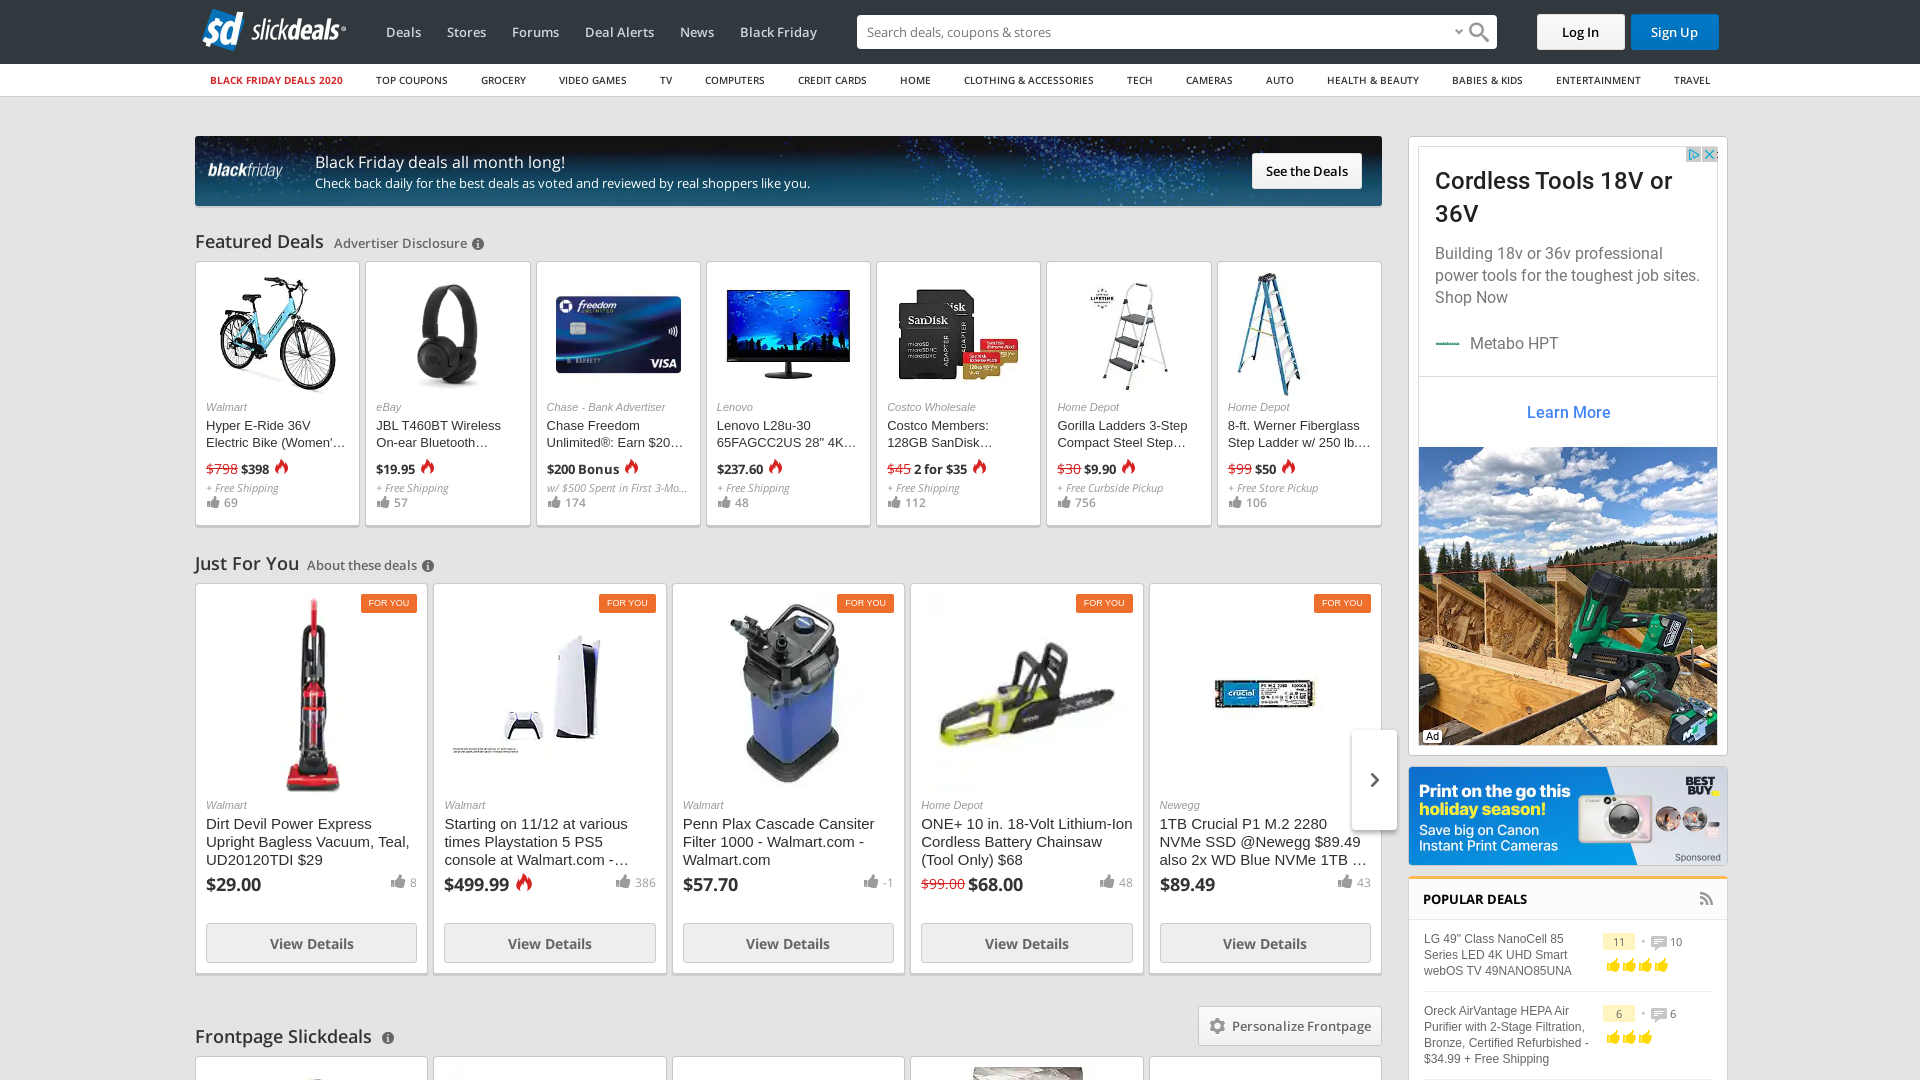 slickdeals
Deals
Stores
Forums
Deal Alerts
News
Black Friday
Search deals, coupons & stores
Log In
Sign Up
BLACK FRIDAY DEALS 2020
TOP COUPONS
GROCERY
VIDEO GAMES
TV
COMPUTERS
CREDIT CARDS
HOME
CLOTHING & ACCESSORIES
TECH
CAMERAS
AUTO
HEALTH & BEAUTY
BABIES & KIDS
ENTERTAINMENT
TRAVEL
blackfriday
Black Friday deals all month long!
Check back daily for the best deals as voted and reviewed by real shoppers like you.
See the Deals
Featured Deals
Advertiser Disclosure
Walmart
Hyper E-Ride 36V
Electric Bike (Women'...
$798 $398
+ Free Shipping
69
eBay
JBL T460BT Wireless
On-ear Bluetooth...
$19.95
+ Free Shipping
57
freedom
UNLIMITED
VISA
Chase - Bank Advertiser
Chase Freedom
Unlimited®: Earn $20...
$200 Bonus
w/ $500 Spent in First 3-Mo...
174
Lenovo
Lenovo L28u-30
65FAGCC2US 28" 4K...
$237.60
+ Free Shipping
48
SanDisk
ADAPTER
Costco Wholesale
Costco Members:
128GB SanDisk...
$45 2 for $35
+ Free Shipping
112
LIFETIME
Home Depot
Gorilla Ladders 3-Step
Compact Steel Step...
$30 $9.90
+ Free Curbside Pickup
756
Home Depot
8-ft. Werner Fiberglass
Step Ladder w/ 250 lb....
$99 $50
+ Free Store Pickup
106
Just For You
About these deals
FOR YOU
Walmart
Dirt Devil Power Express
Upright Bagless Vacuum, Teal,
UD20120TDI $29
$29.00
8
View Details
FOR YOU
Walmart
Starting on 11/12 at various
times Playstation 5 PS5
console at Walmart.com -...
$499.99
386
View Details
FOR YOU
Walmart
Penn Plax Cascade Cansiter
Filter 1000 - Walmart.com -
Walmart.com
$57.70
-1
View Details
FOR YOU
Home Depot
ONE+ 10 in. 18-Volt Lithium-Ion
Cordless Battery Chainsaw
(Tool Only) $68
$99.00 $68.00
48
View Details
FOR YOU
crucial
Newegg
1TB Crucial P1 M.2 2280
NVMe SSD @Newegg $89.49
also 2x WD Blue NVMe 1TB ...
$89.49
43
View Details
Frontpage Slickdeals
Personalize Frontpage
Cordless Tools 18V or
36V
Building 18v or 36v professional
power tools for the toughest job sites.
Shop Now
Metabo HPT
Learn More
Ad
Print on the go this
holiday season!
Save big on Canon
Instant Print Cameras
BEST
BUY
Sponsored
POPULAR DEALS
LG 49" Class NanoCell 85
Series LED 4K UHD Smart
webOS TV 49NANO85UNA
11
10
Oreck AirVantage HEPA Air
Purifier with 2-Stage Filtration,
Bronze, Certified Refurbished -
$34.99 + Free Shipping
6
6